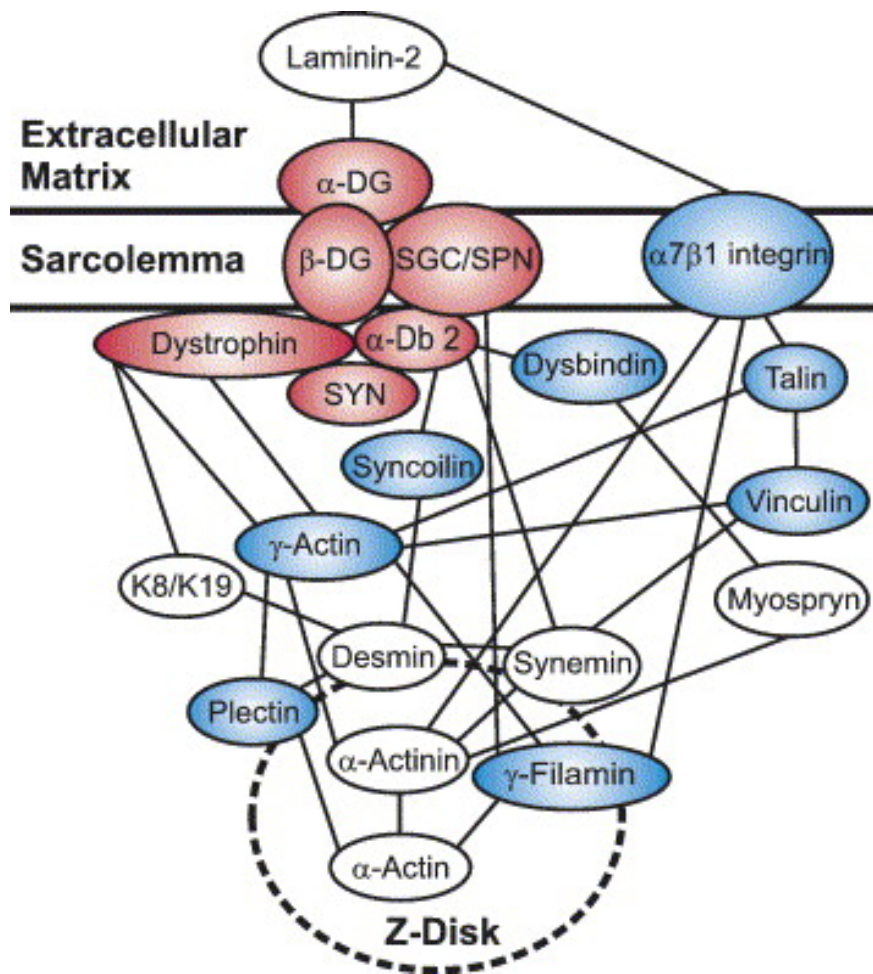 Laminin-2
Extracellular
Matrix
α-DG
Sarcolemma
β-DG
SGC/SPN
α7β1 integrin
Dystrophin
α-Db 2
Dysbindin
Talin
SYN
Syncoilin
Vinculin
γ-Actin
K8/K19
Myospryn
Desmin
Synemin
Plectin
α-Actinin
γ-Filamin
α-Actin
Z-Disk